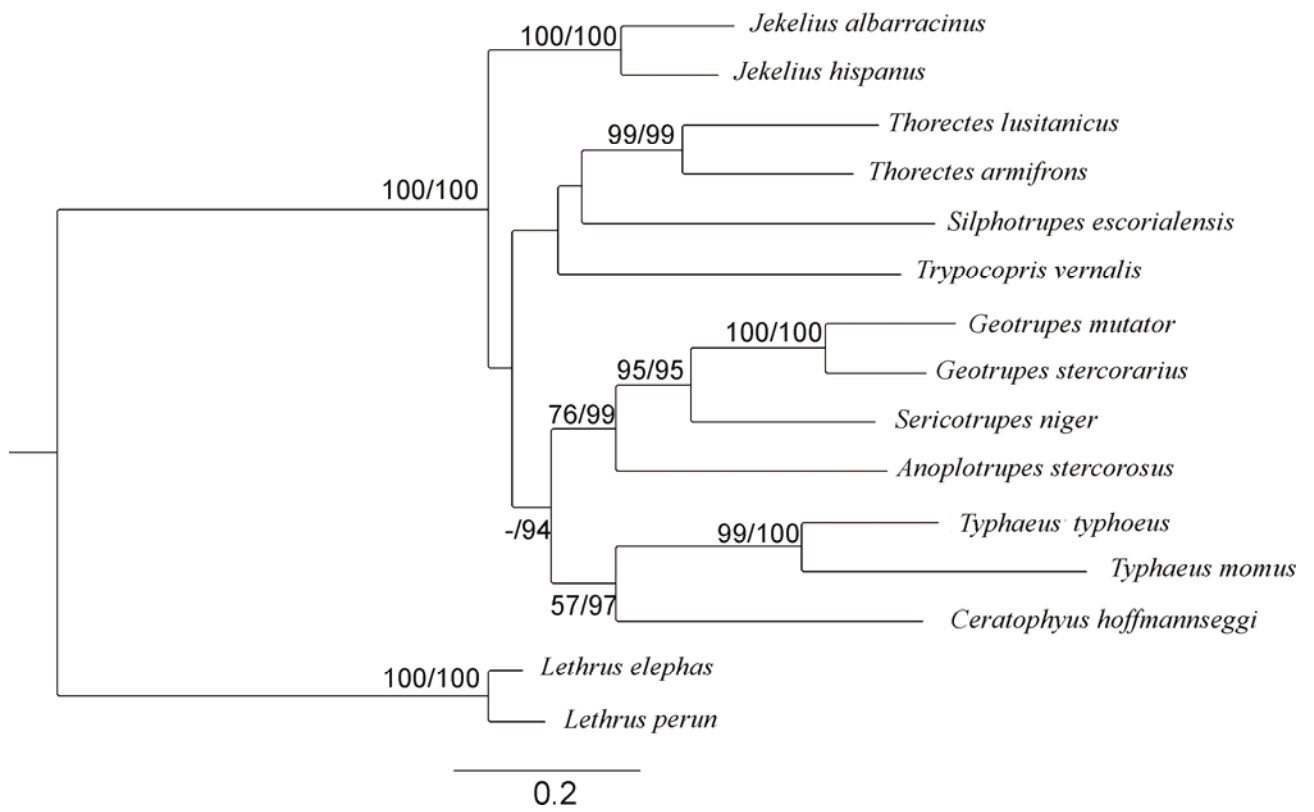 100/100
Jekelius albarracinus
Jekelius hispanus
99/99
Thorectes lusitanicus
Thorectes armifrons
100/100
Silphotrupes escorialensis
Trypocopris vernalis
100/100
Geotrupes mutator
Geotrupes stercorarius
95/95
76/99
Sericotrupes niger
Anoplotrupes stercorosus
-/94
99/100
Typhaeus typhoeus
Typhaeus momus
57/97
Ceratophyus hoffmannseggi
100/100
Lethrus elephas
Lethrus perun
0.2